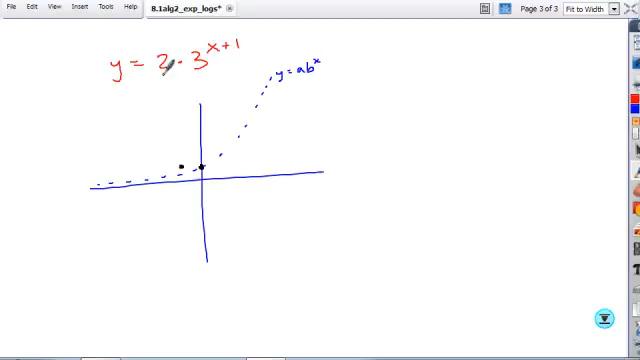 File Edit View Insert Tools Help 8.1alg2_exp_logs* Fit to Width Page 3 of 3
y = 2 · 3^{x+1}
y = ab^x